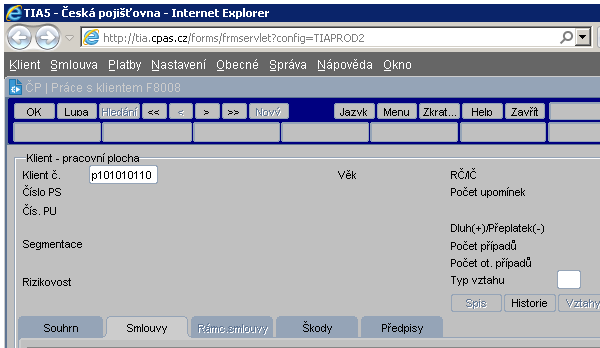 TIA5 - Česká pojišťovna - Internet Explorer
http://tia.cpas.cz/forms/frmservlet?config=TIAPROD2
Klient Smlouva Platby Nastavení Obecné Správa Nápověda Okno
ČP | Práce s klientem F8008
OK Lupa Hledání << < > >> Nový Jazyk Menu Zkrat... Help Zavřít
Klient - pracovní plocha
Klient č. p101010110 Věk RČ/IČ
Číslo PS Počet upomínek
Čís. PU
Dluh(+)/Přeplatek(-)
Segmentace Počet případů
Počet ot. případů
Rizikovost Typ vztahu
Spis Historie Vztahy
Souhrn Smlouvy Rámc.smlouvy Škody Předpisy